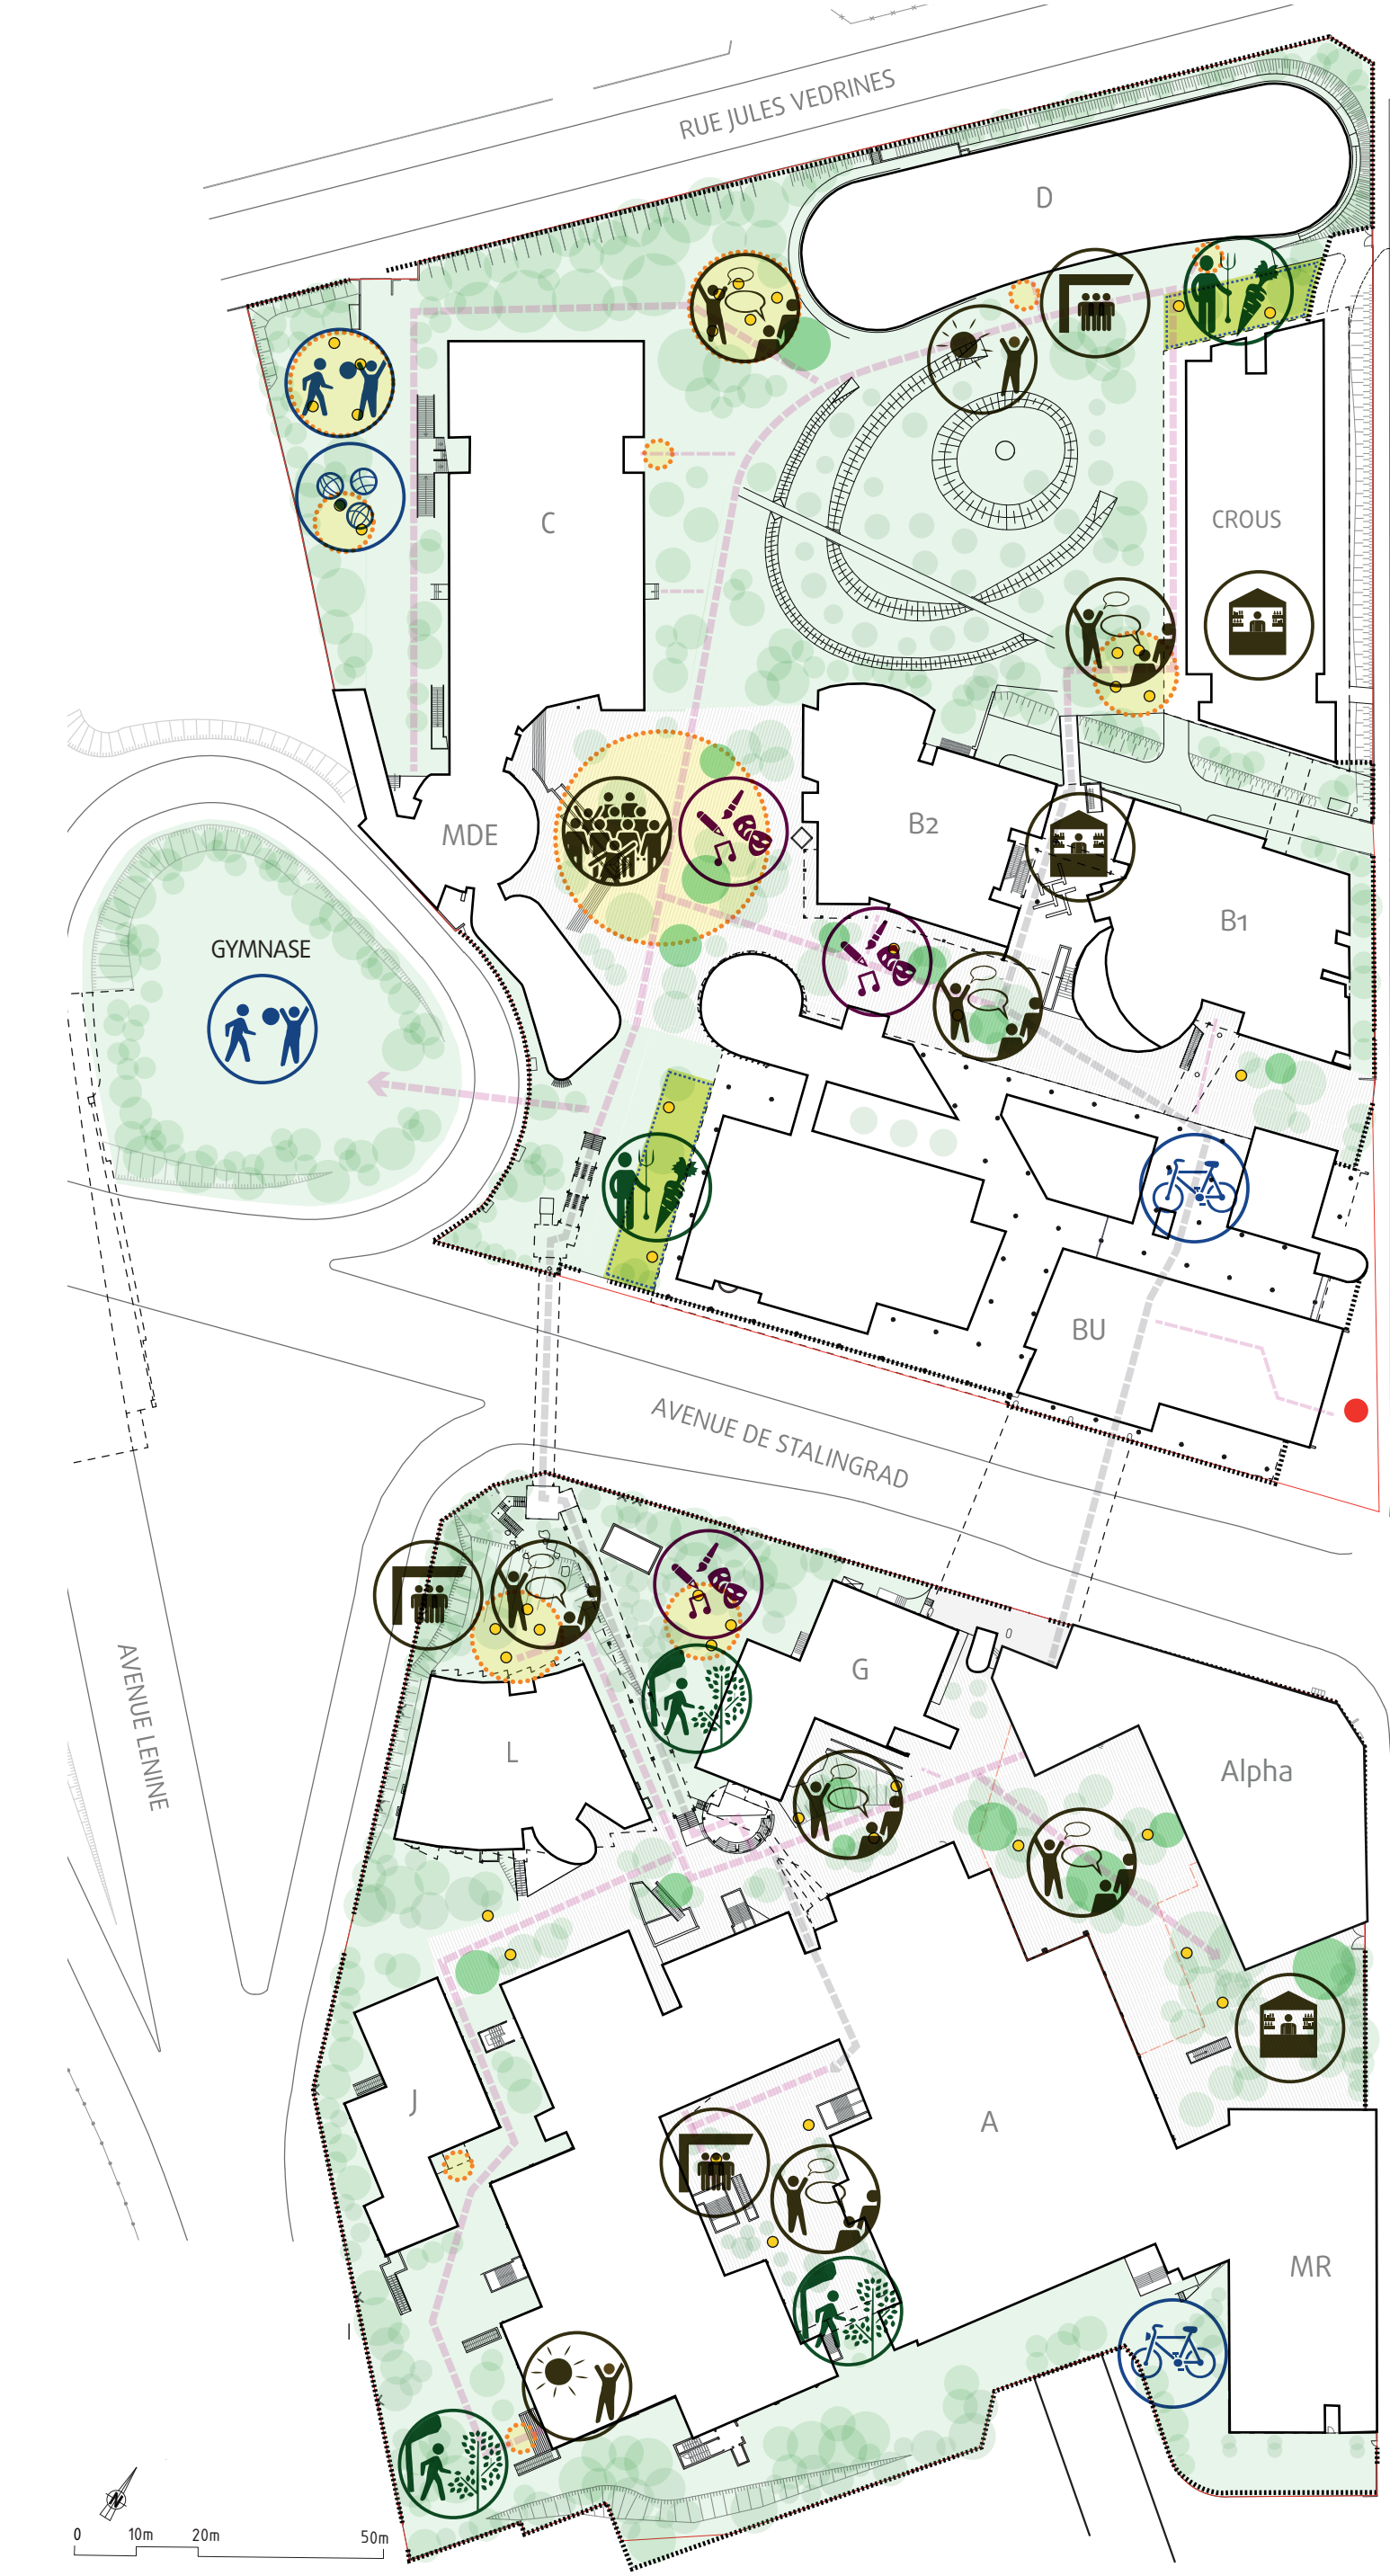 RUE JULES VEDRINES
D
C
CROUS
MDE
B2
B1
GYMNASE
BU
AVENUE DE STALINGRAD
AVENUE LENINE
G
L
Alpha
J
A
MR
N
0 10m 20m 50m